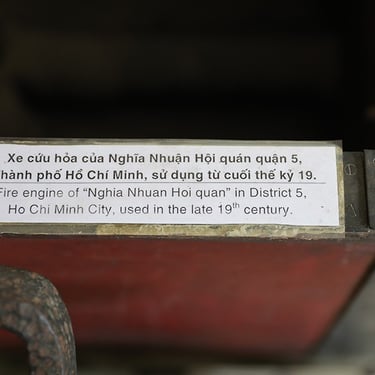 Xe cứu hỏa của Nghĩa Nhuận Hội quán quận 5,
Thành phố Hồ Chí Minh, sử dụng từ cuối thế kỷ 19.
Fire engine of “Nghia Nhuan Hoi quan” in District 5,
Ho Chi Minh City, used in the late 19th century.